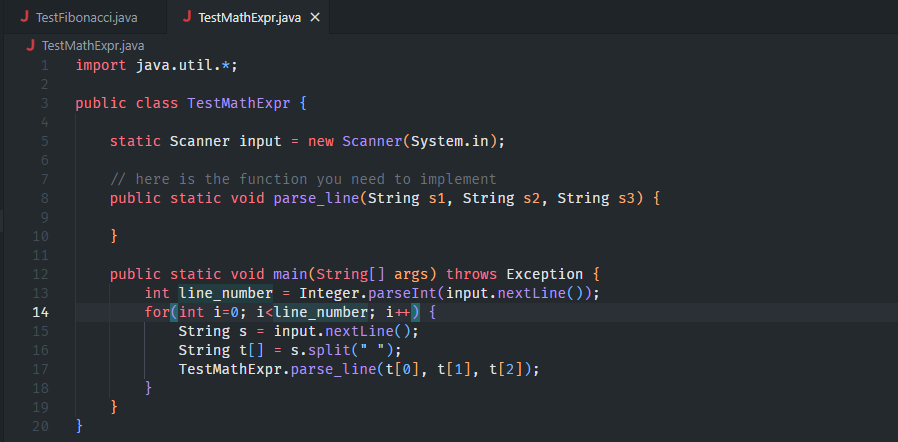 J TestFibonacci.java J TestMathExpr.java ×
J TestMathExpr.java
1 import java.util.*;
2
3 public class TestMathExpr {
4
5     static Scanner input = new Scanner(System.in);
6
7     // here is the function you need to implement
8     public static void parse_line(String s1, String s2, String s3) {
9
10     }
11
12     public static void main(String[] args) throws Exception {
13         int line_number = Integer.parseInt(input.nextLine());
14         for(int i=0; i<line_number; i++) {
15             String s = input.nextLine();
16             String t[] = s.split(" ");
17             TestMathExpr.parse_line(t[0], t[1], t[2]);
18         }
19     }
20 }